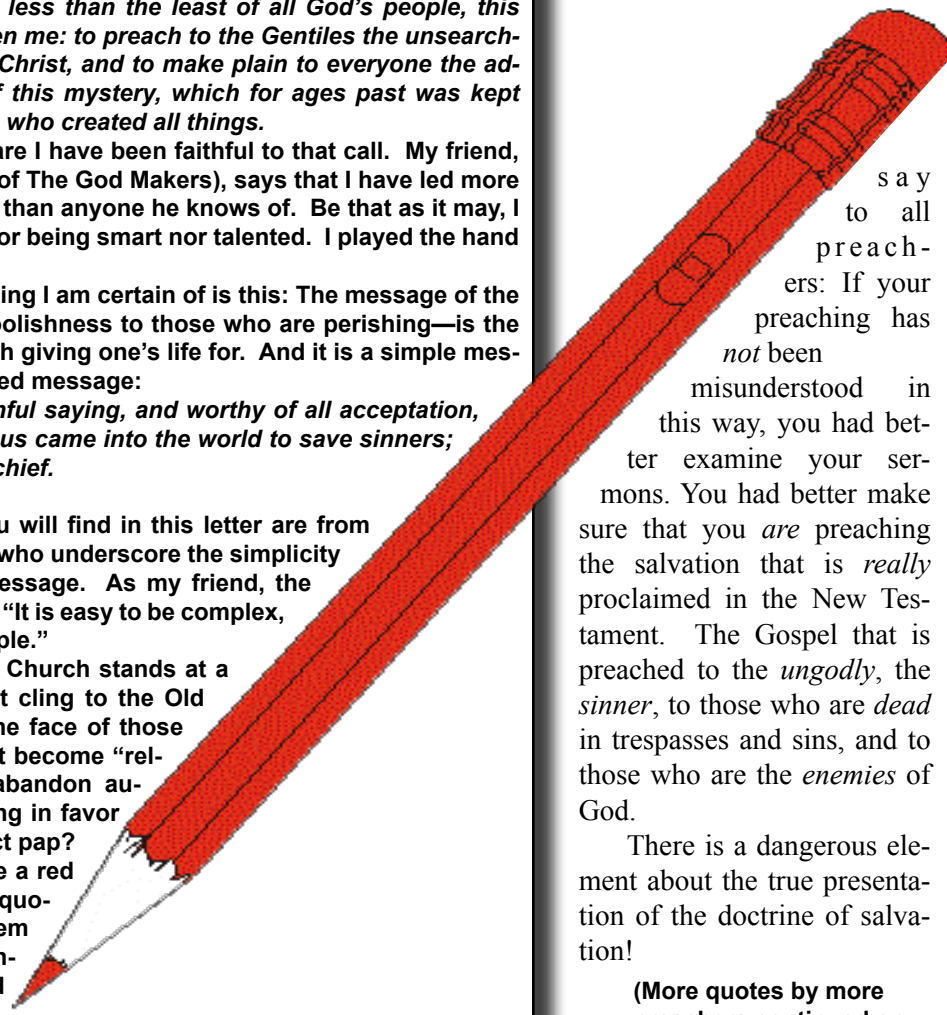 less than the least of all God's people, this
en me: to preach to the Gentiles the unsearch-
Christ, and to make plain to everyone the ad-
f this mystery, which for ages past was kept
who created all things.
are I have been faithful to that call. My friend,
of The God Makers), says that I have led more
than anyone he knows of. Be that as it may, I
or being smart nor talented. I played the hand
ing I am certain of is this: The message of the
oolishness to those who are perishing—is the
h giving one's life for. And it is a simple mes-
ed message:
nful saying, and worthy of all acceptation,
us came into the world to save sinners;
chief.
u will find in this letter are from
who underscore the simplicity
essage. As my friend, the
"It is easy to be complex,
ple."
Church stands at a
t cling to the Old
ne face of those
t become "rel-
abandon au-
ng in favor
ct pap?
e a red
quo-
em
n-
say
to all
preach-
ers: If your
preaching has
not been
misunderstood in
this way, you had bet-
ter examine your ser-
mons. You had better make
sure that you are preaching
the salvation that is really
proclaimed in the New Tes-
tament. The Gospel that is
preached to the ungodly, the
sinner, to those who are dead
in trespasses and sins, and to
those who are the enemies of
God.
There is a dangerous ele-
ment about the true presenta-
tion of the doctrine of salva-
tion!
(More quotes by more